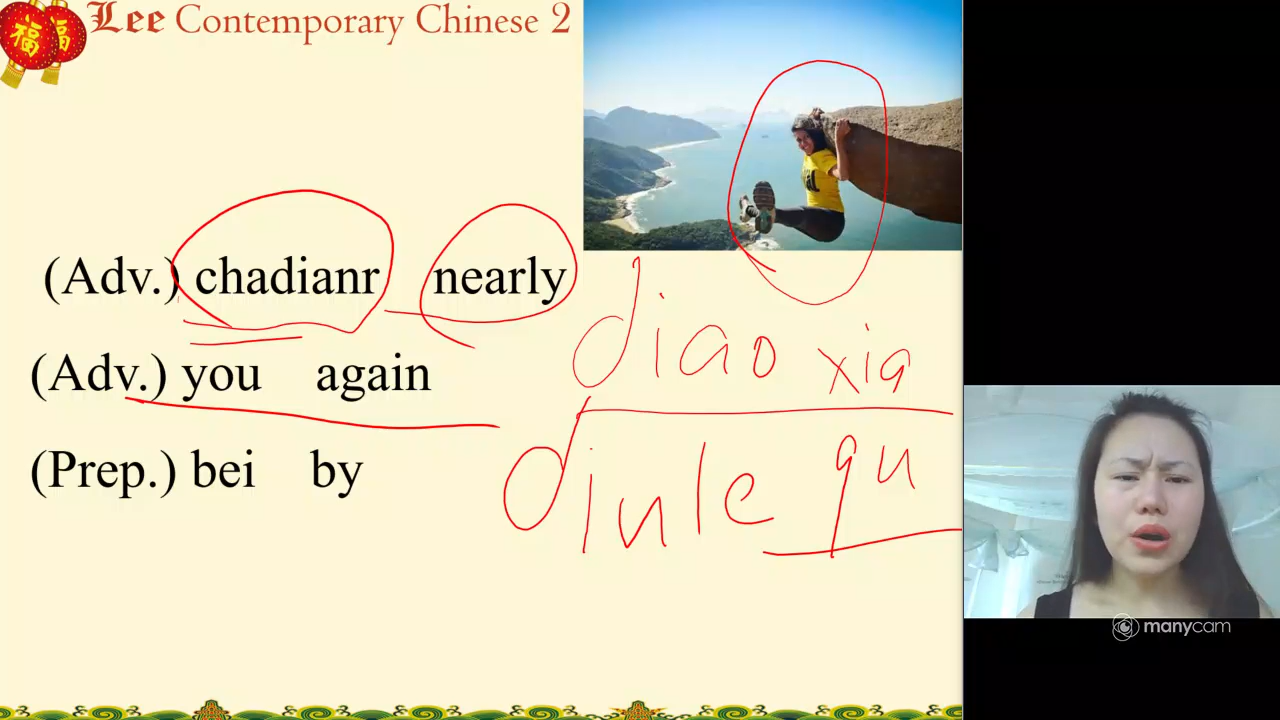 福 福
Lee Contemporary Chinese 2
(Adv.) chadianr nearly
(Adv.) you again
(Prep.) bei by
diao xia
diule qu
manycam